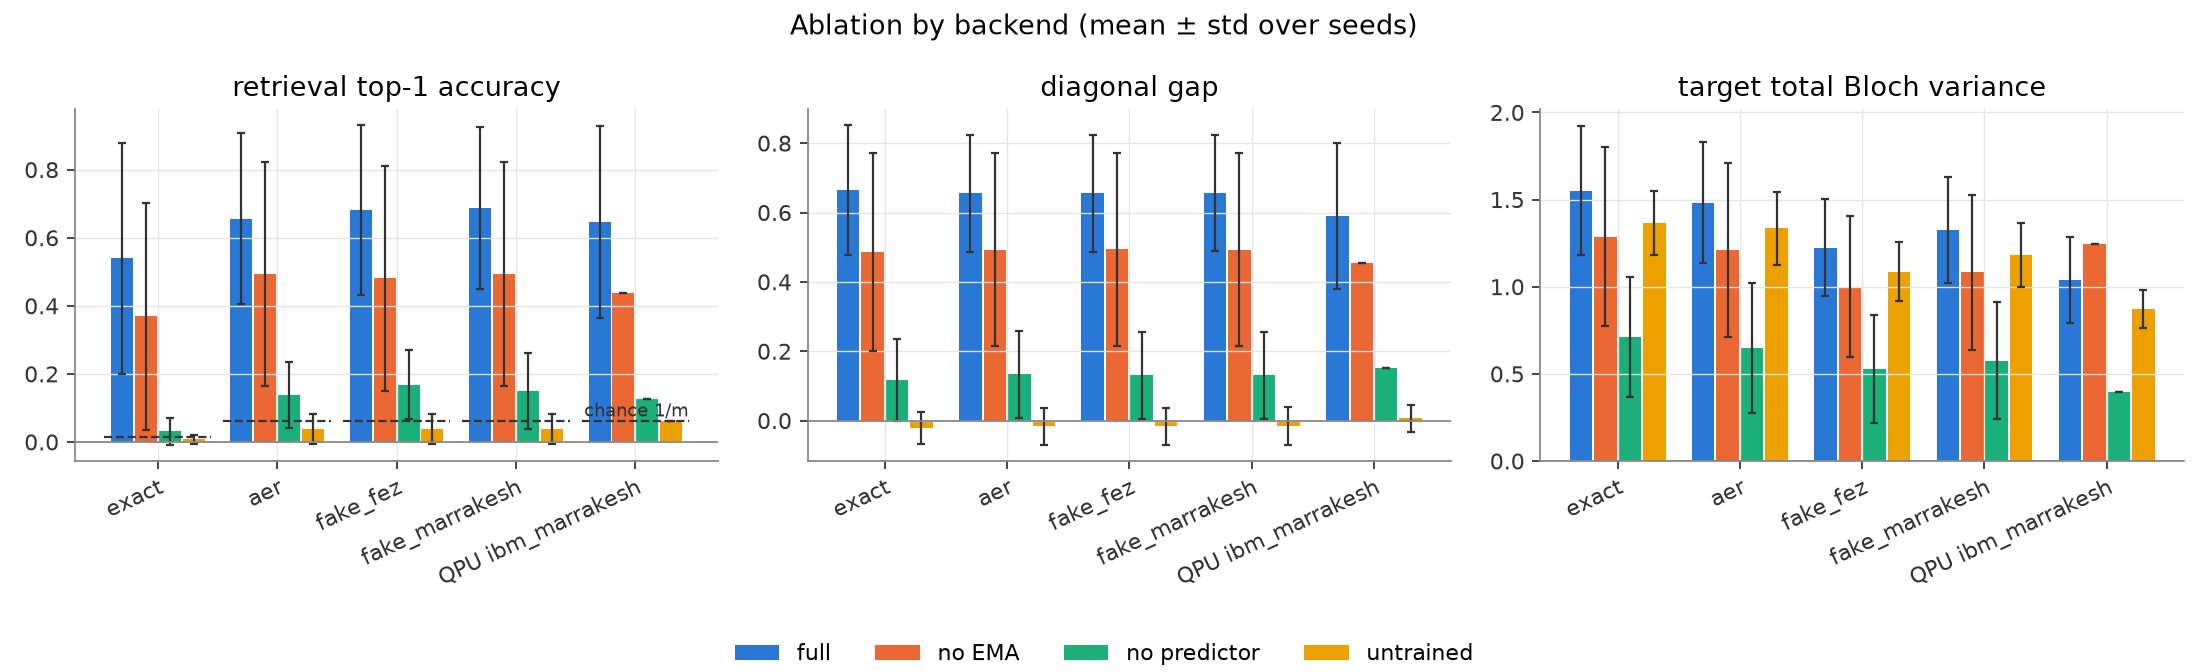 Ablation by backend (mean ± std over seeds)
retrieval top-1 accuracy
0.8
0.6
0.4
0.2
0.0
chance 1/m
exact
aer
fake_fez
fake_marrakesh
QPU ibm_marrakesh
diagonal gap
0.8
0.6
0.4
0.2
0.0
exact
aer
fake_fez
fake_marrakesh
QPU ibm_marrakesh
target total Bloch variance
2.0
1.5
1.0
0.5
0.0
exact
aer
fake_fez
fake_marrakesh
QPU ibm_marrakesh
full no EMA no predictor untrained